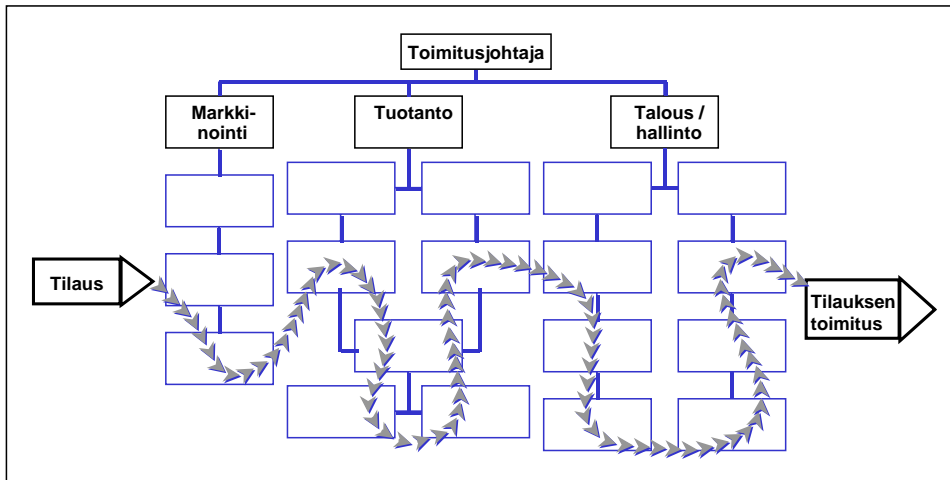 Toimitusjohtaja
Markki-
nointi
Tuotanto
Talous /
hallinto
Tilaus
Tilauksen
toimitus